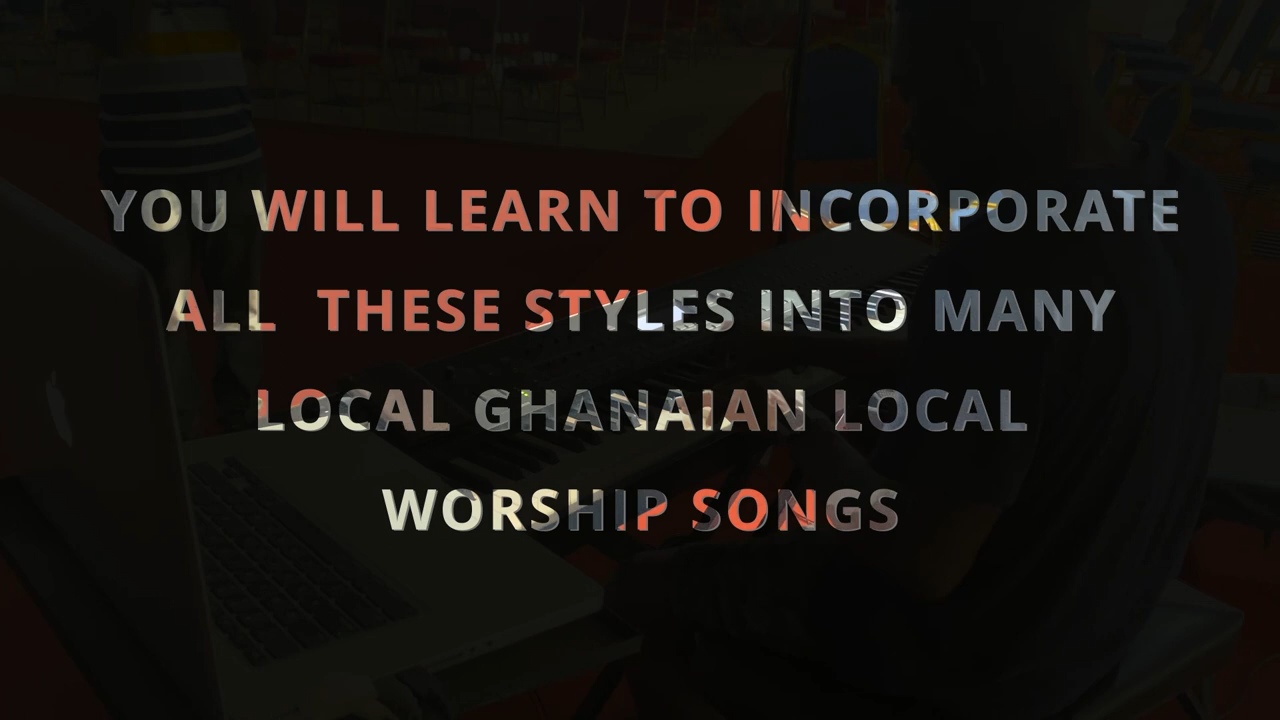 YOU WILL LEARN TO INCORPORATE
ALL THESE STYLES INTO MANY
LOCAL GHANAIAN LOCAL
WORSHIP SONGS